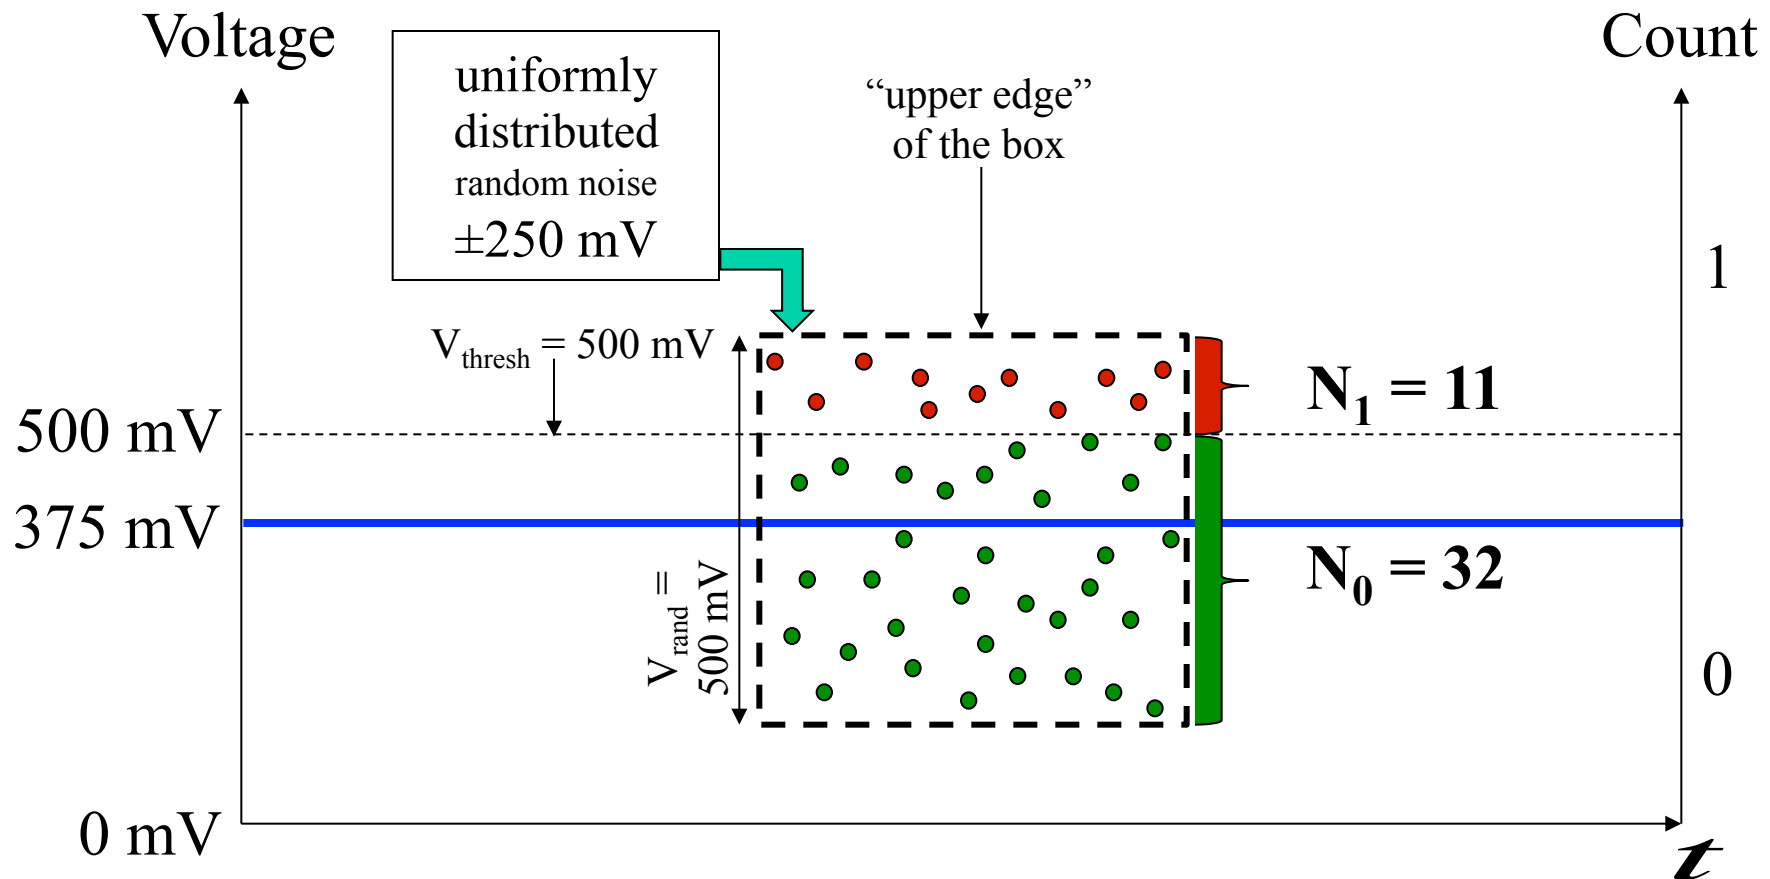 Voltage
Count
uniformly
distributed
random noise
±250 mV
“upper edge”
of the box
1
V_thresh = 500 mV
N_1 = 11
500 mV
375 mV
N_0 = 32
V_rand =
500 mV
0
0 mV
t